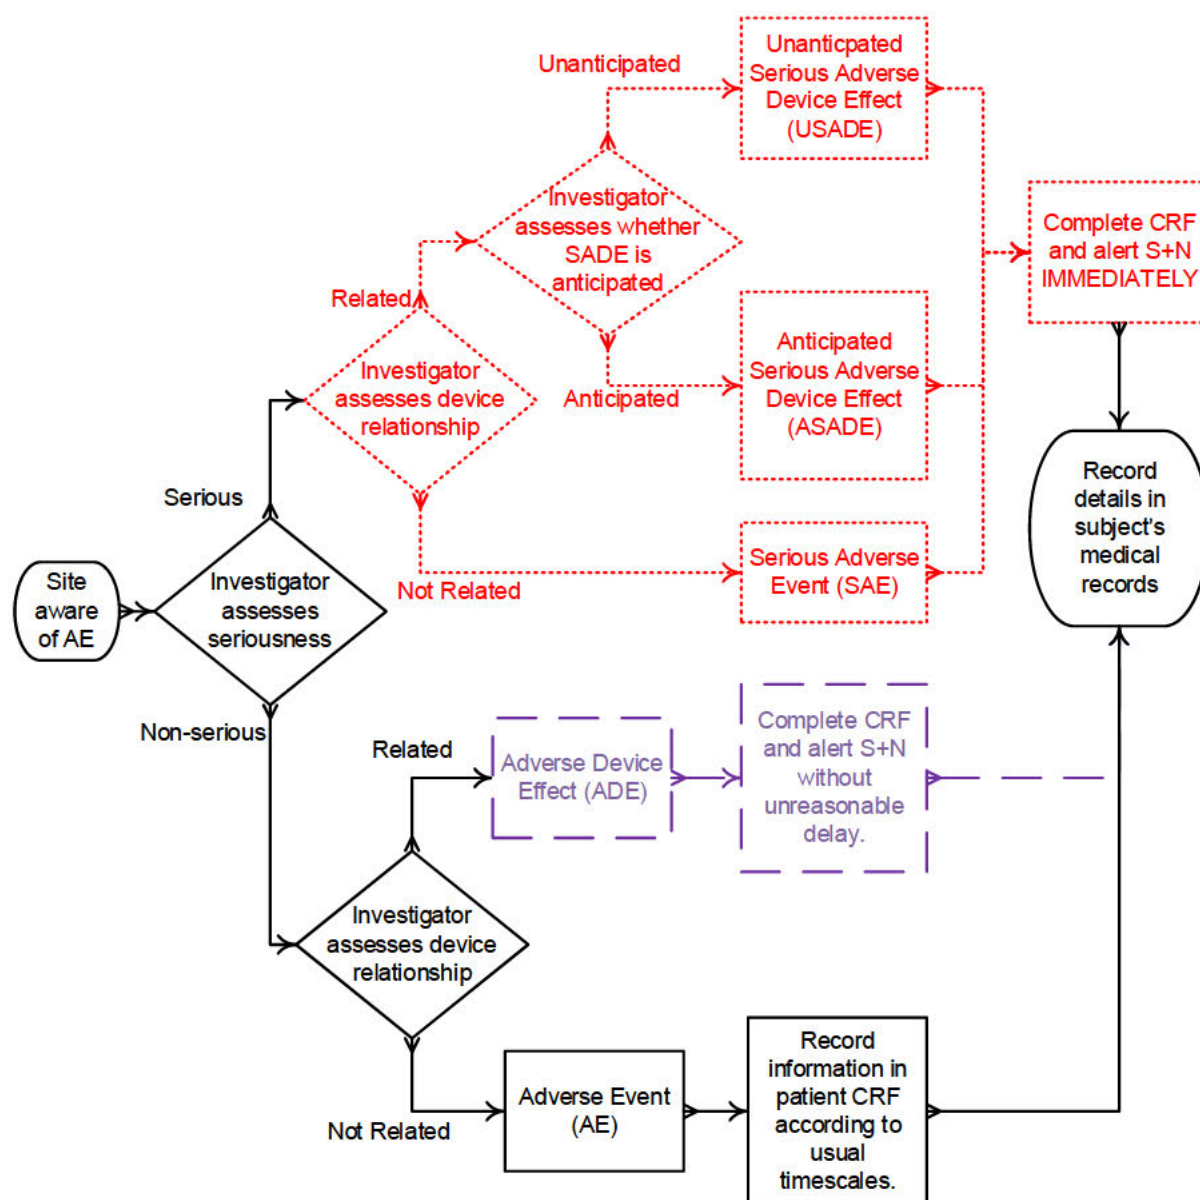 Unanticpated
Serious Adverse
Device Effect
(USADE)
Unanticipated
Investigator
assesses whether
SADE is
anticipated
Complete CRF
and alert S+N
IMMEDIATELY
Related
Anticipated
Serious Adverse
Device Effect
(ASADE)
Anticipated
Investigator
assesses device
relationship
Serious
Record
details in
subject's
medical
records
Serious Adverse
Event (SAE)
Not Related
Site
aware
of AE
Investigator
assesses
seriousness
Non-serious
Related
Adverse Device
Effect (ADE)
Complete CRF
and alert S+N
without
unreasonable
delay.
Investigator
assesses device
relationship
Not Related
Adverse Event
(AE)
Record
information in
patient CRF
according to
usual
timescales.